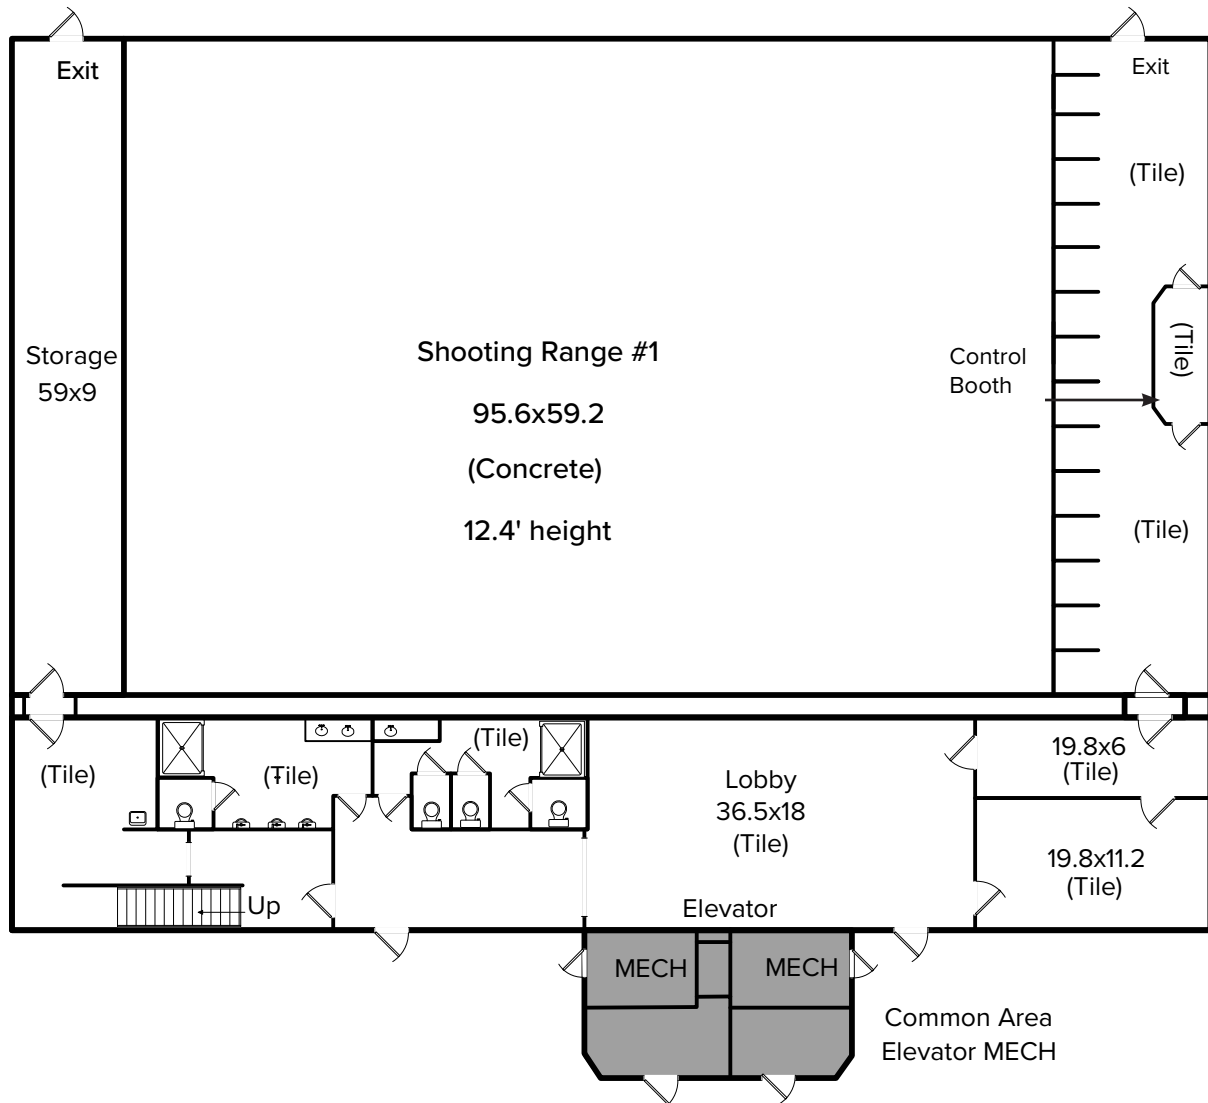 Exit
Exit
(Tile)
(Tile)
Storage
59x9
Shooting Range #1
95.6x59.2
(Concrete)
12.4' height
Control
Booth
(Tile)
(Tile)
(Tile)
(Tile)
Lobby
36.5x18
(Tile)
19.8x6
(Tile)
19.8x11.2
(Tile)
Up
Elevator
MECH
MECH
Common Area
Elevator MECH